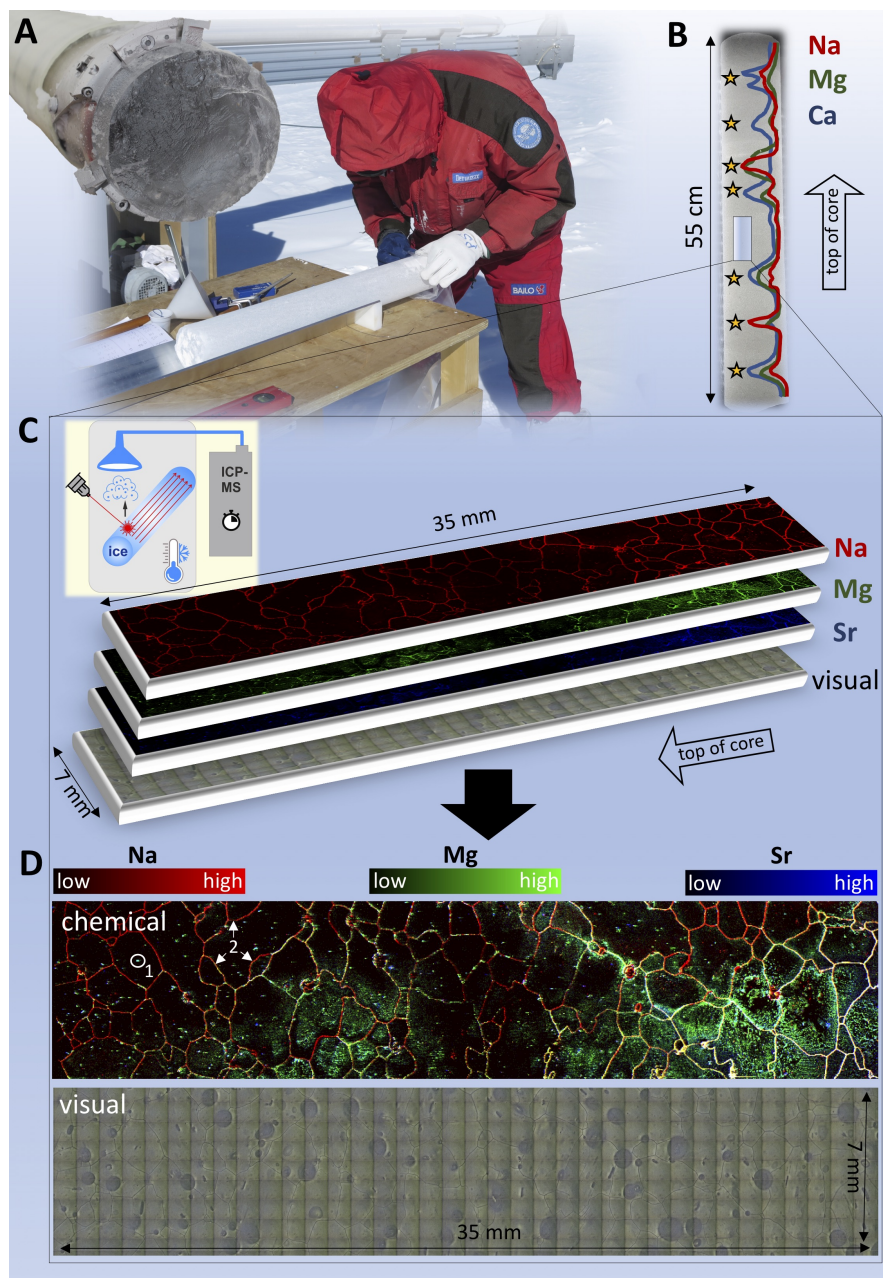 A
B
Na
Mg
Ca
55 cm
top of core
BAJLO
C
ICP-
MS
ice
35 mm
Na
Mg
Sr
visual
top of core
7 mm
D
Na
Mg
Sr
low
high
low
high
low
high
chemical
1
2
visual
7 mm
35 mm